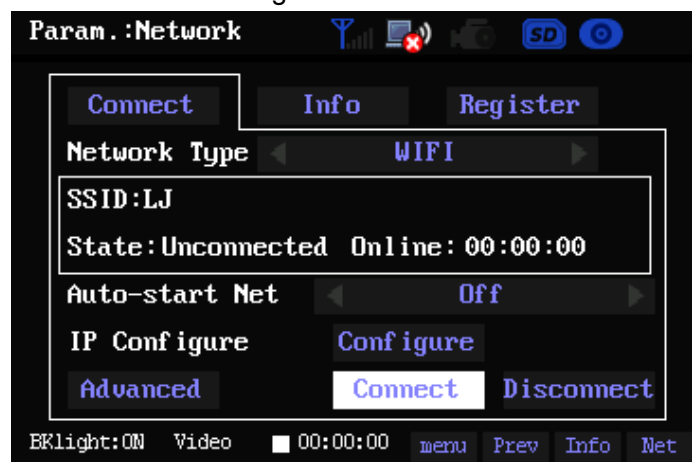 Param.:Network SD
Connect Info Register
Network Type WIFI
SSID:LJ
State:Unconnected Online:00:00:00
Auto-start Net Off
IP Configure Configure
Advanced Connect Disconnect
BKlight:ON Video 00:00:00 menu Prev Info Net